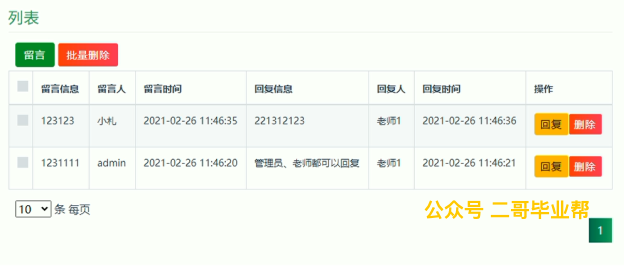 列表
留言 批量删除
留言信息 留言人 留言时间 回复信息 回复人 回复时间 操作
123123 小札 2021-02-26 11:46:35 221312123 老师1 2021-02-26 11:46:36 回复 删除
1231111 admin 2021-02-26 11:46:20 管理员、老师都可以回复 老师1 2021-02-26 11:46:21 回复 删除
10 条 每页
公众号 二哥毕业帮
1